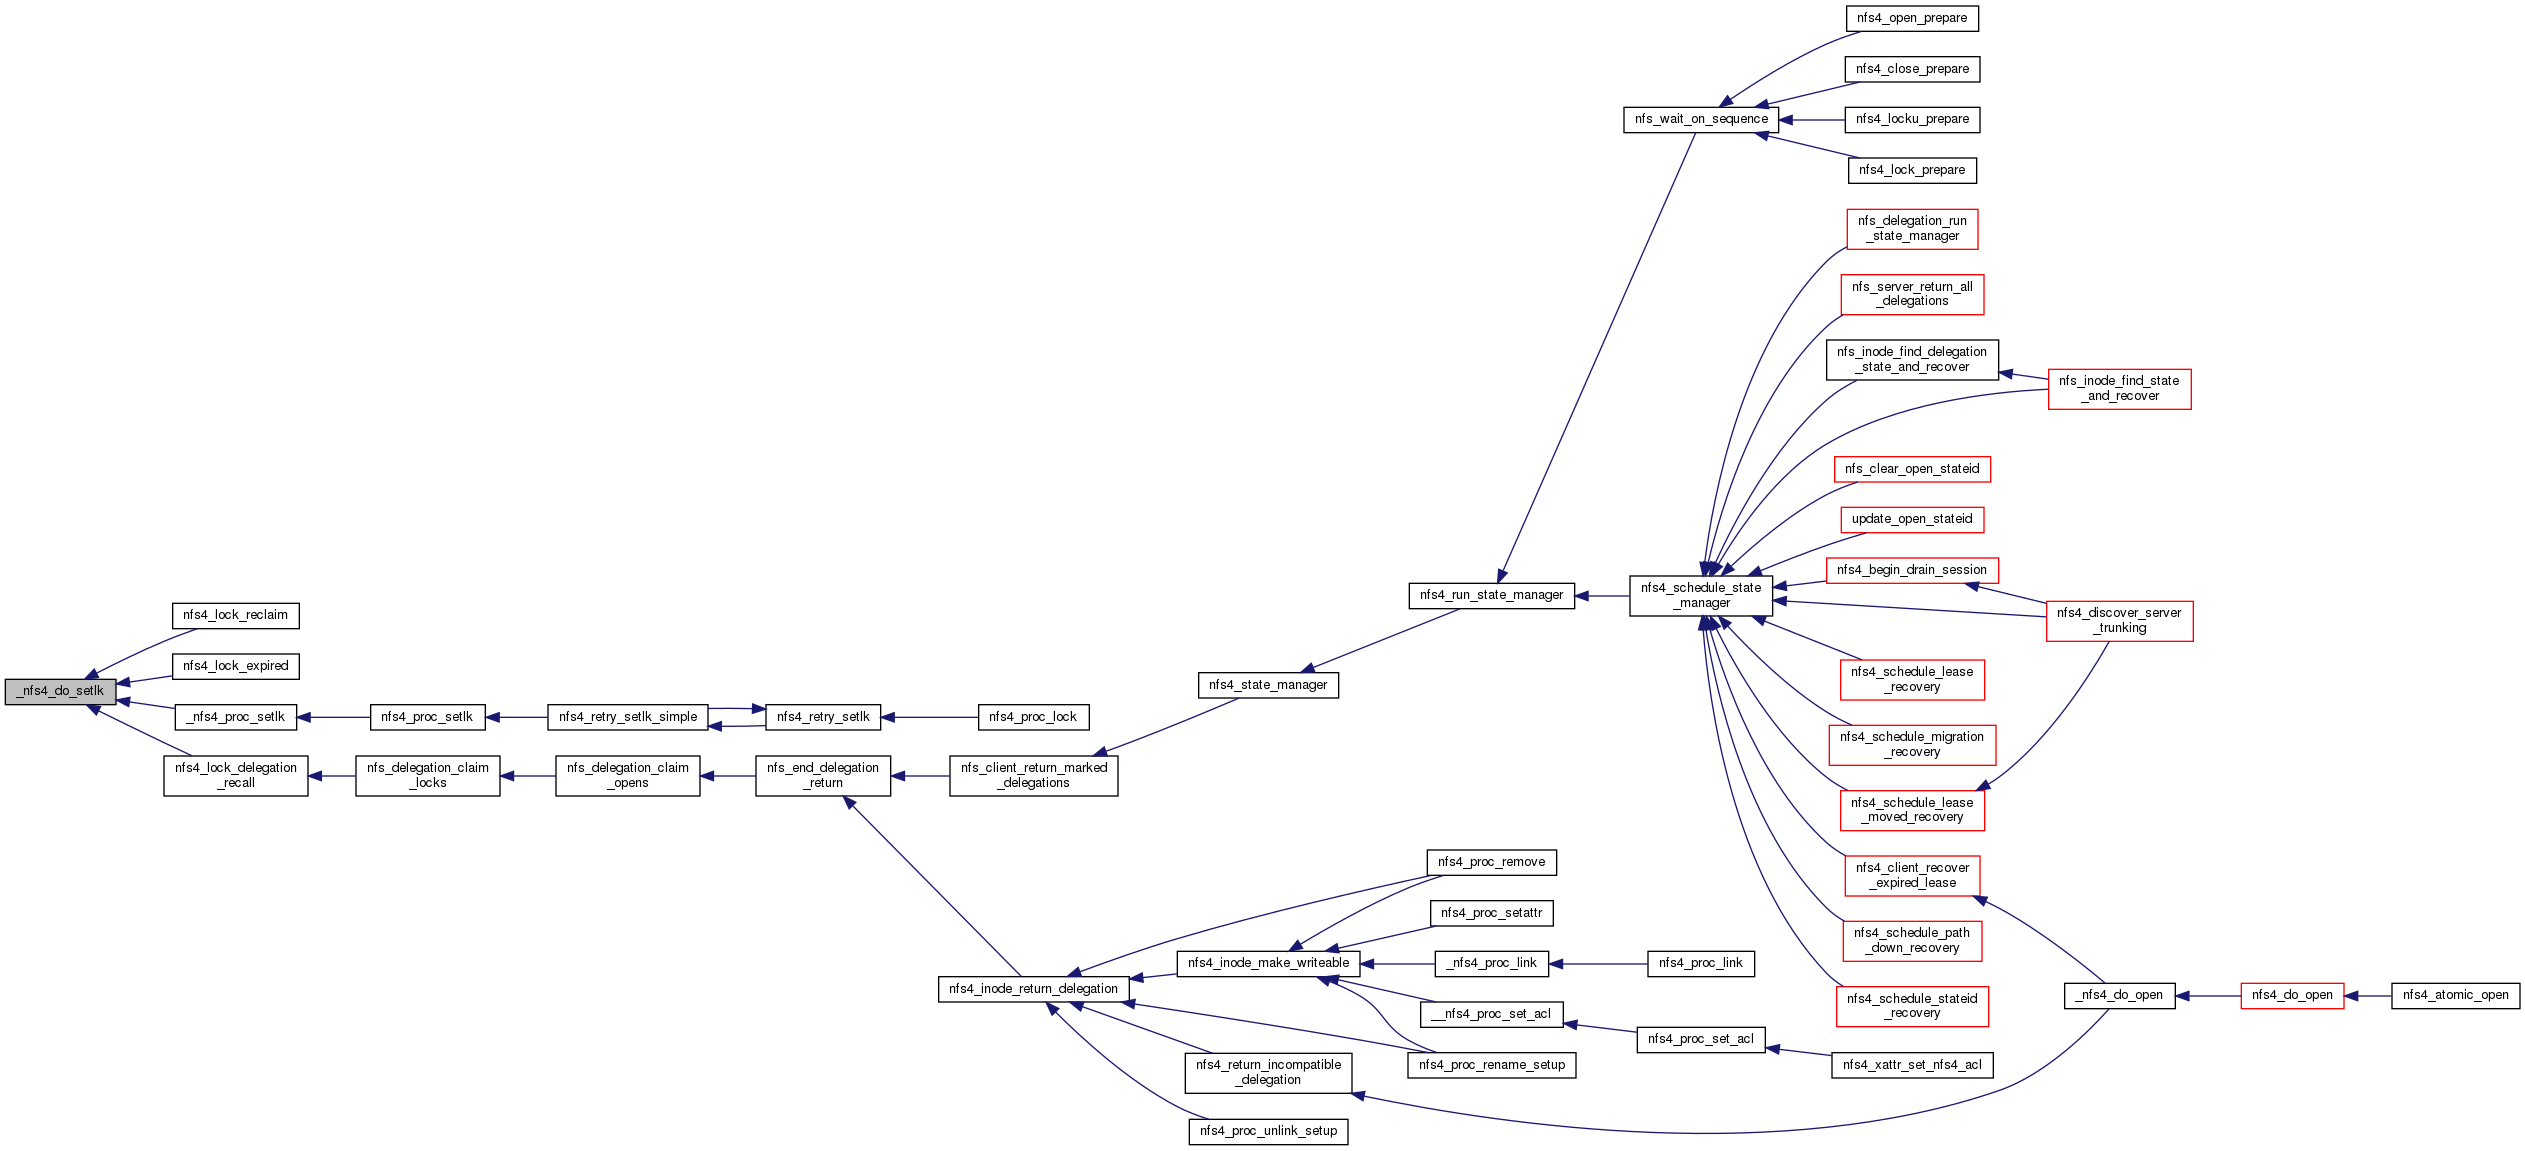 nfs4_open_prepare
nfs4_close_prepare
nfs_wait_on_sequence
nfs4_locku_prepare
nfs4_lock_prepare
nfs_delegation_run
_state_manager
nfs_server_return_all
_delegations
nfs_inode_find_delegation
_state_and_recover
nfs_inode_find_state
_and_recover
nfs_clear_open_stateid
update_open_stateid
nfs4_begin_drain_session
nfs4_run_state_manager
nfs4_schedule_state
_manager
nfs4_discover_server
_trunking
nfs4_lock_reclaim
nfs4_lock_expired
_nfs4_do_setlk
nfs4_state_manager
nfs4_schedule_lease
_recovery
_nfs4_proc_setlk
nfs4_proc_setlk
nfs4_retry_setlk_simple
nfs4_retry_setlk
nfs4_proc_lock
nfs4_schedule_migration
_recovery
nfs4_lock_delegation
_recall
nfs_delegation_claim
_locks
nfs_delegation_claim
_opens
nfs_end_delegation
_return
nfs_client_return_marked
_delegations
nfs4_schedule_lease
_moved_recovery
nfs4_proc_remove
nfs4_client_recover
_expired_lease
nfs4_proc_setattr
nfs4_schedule_path
_down_recovery
nfs4_inode_make_writeable
_nfs4_proc_link
nfs4_proc_link
nfs4_inode_return_delegation
nfs4_schedule_stateid
_recovery
_nfs4_do_open
nfs4_do_open
nfs4_atomic_open
__nfs4_proc_set_acl
nfs4_proc_set_acl
nfs4_xattr_set_nfs4_acl
nfs4_return_incompatible
_delegation
nfs4_proc_rename_setup
nfs4_proc_unlink_setup